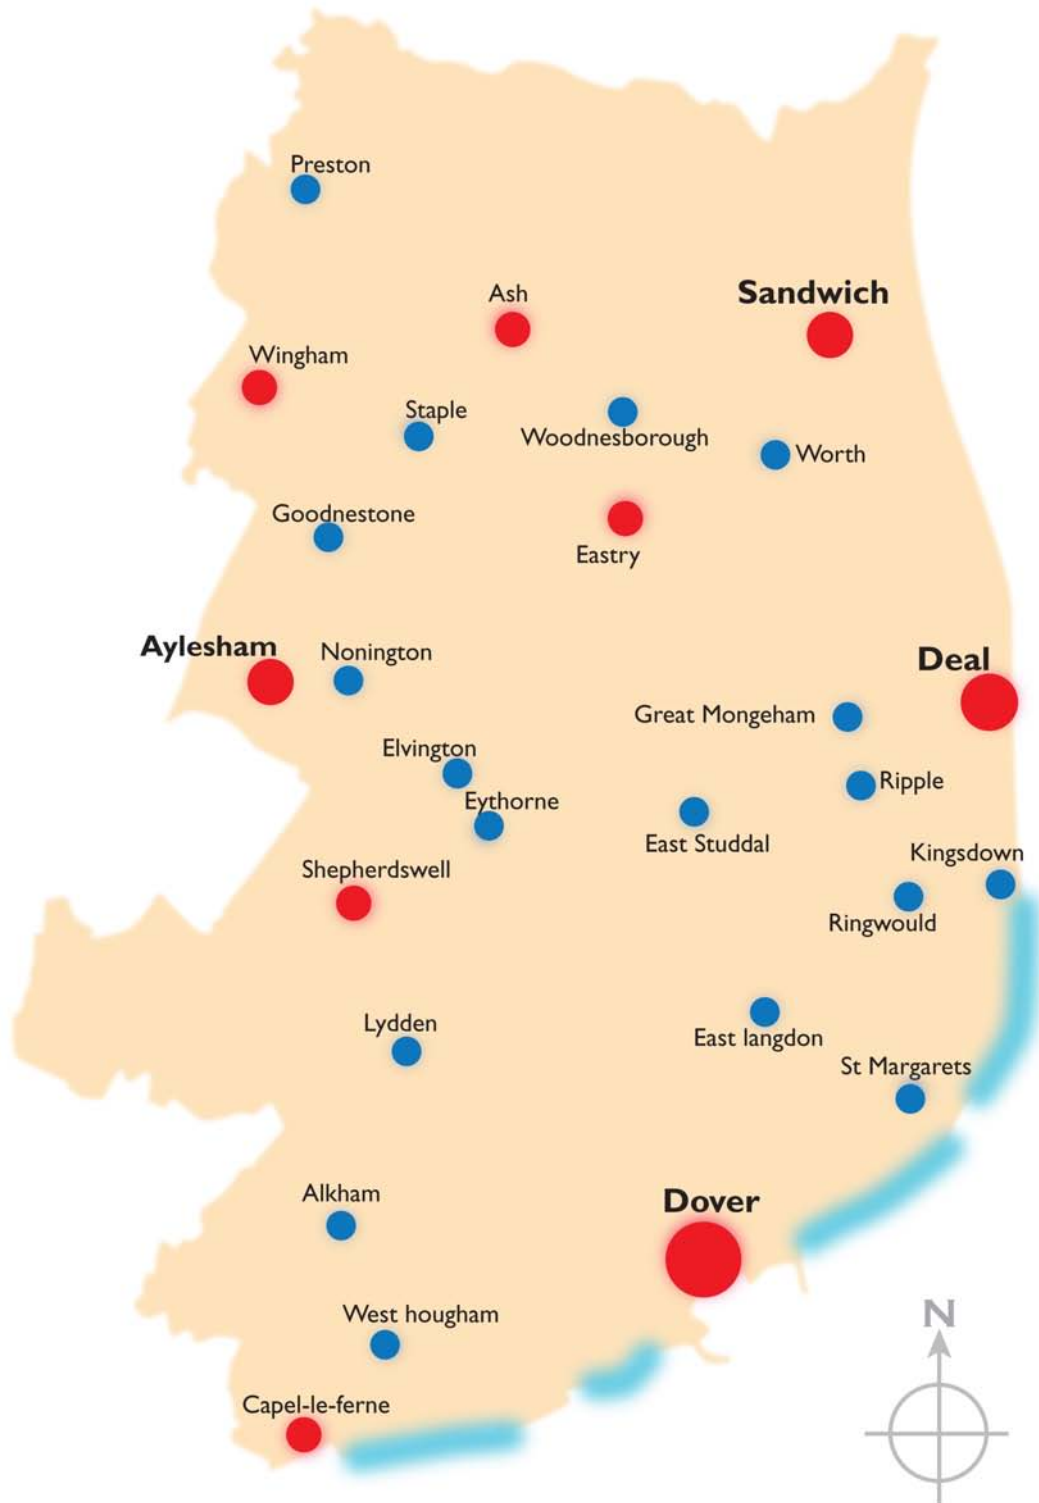 Preston
Ash
Sandwich
Wingham
Staple
Woodnesborough
Worth
Goodnestone
Eastry
Aylesham
Nonington
Deal
Great Mongeham
Elvington
Ripple
Eythorne
East Studdal
Kingsdown
Shepherdswell
Ringwould
Lydden
East langdon
St Margarets
Alkham
Dover
West hougham
N
Capel-le-ferne